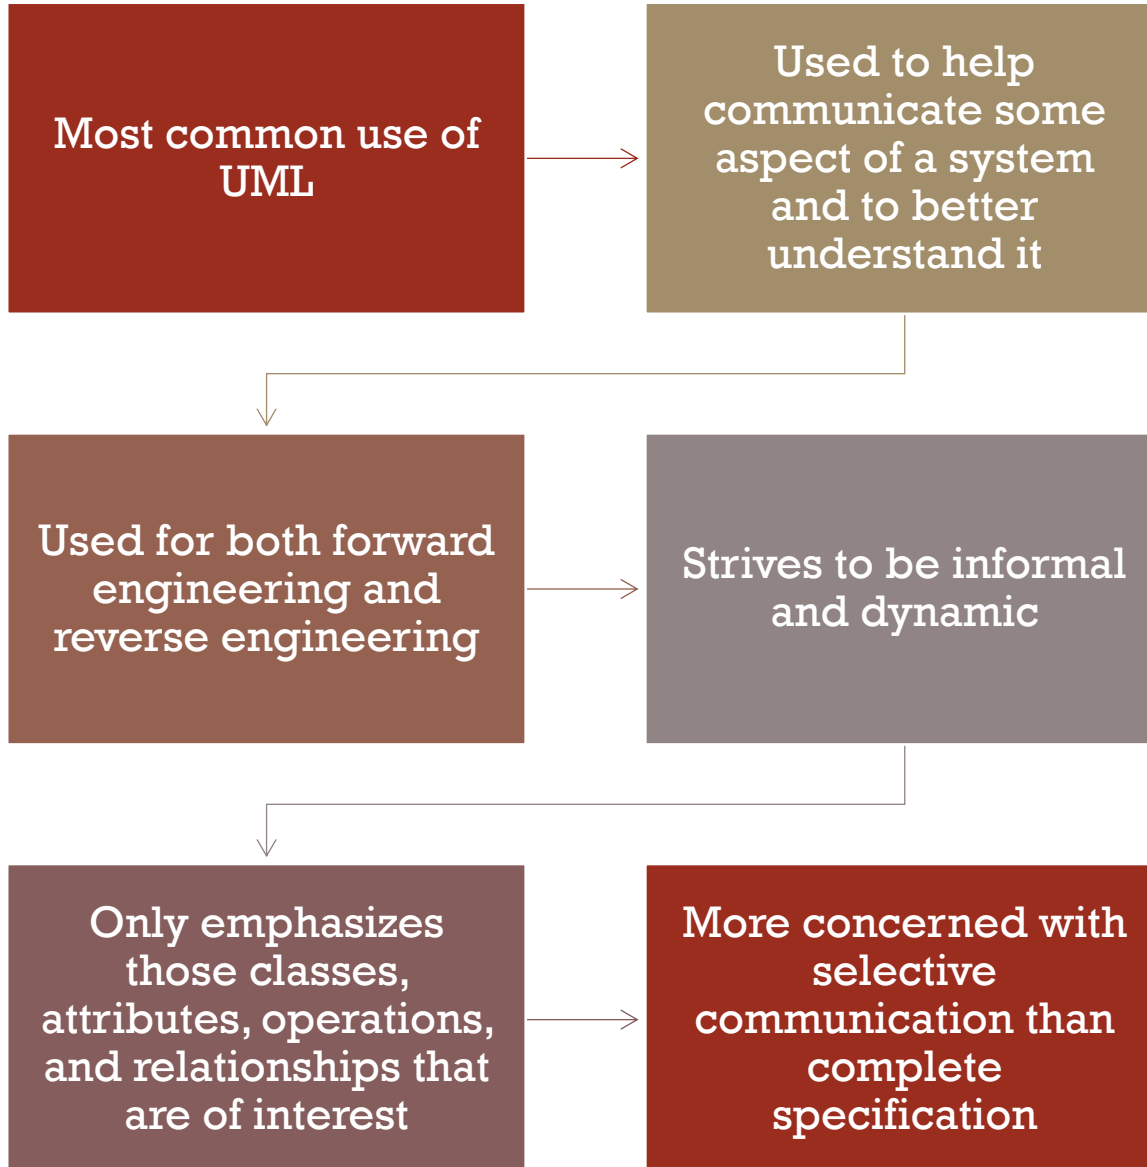 Most common use of
UML
Used to help
communicate some
aspect of a system
and to better
understand it
Used for both forward
engineering and
reverse engineering
Strives to be informal
and dynamic
Only emphasizes
those classes,
attributes, operations,
and relationships that
are of interest
More concerned with
selective
communication than
complete
specification